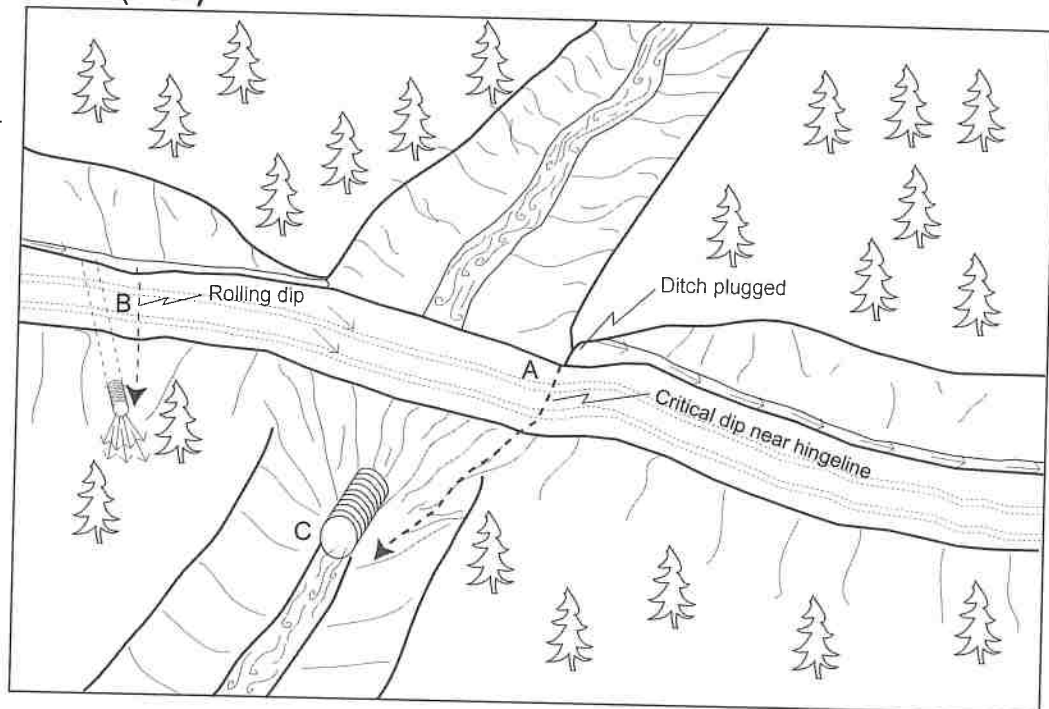 Ditch plugged
B
Rolling dip
A
Critical dip near hingeline
C